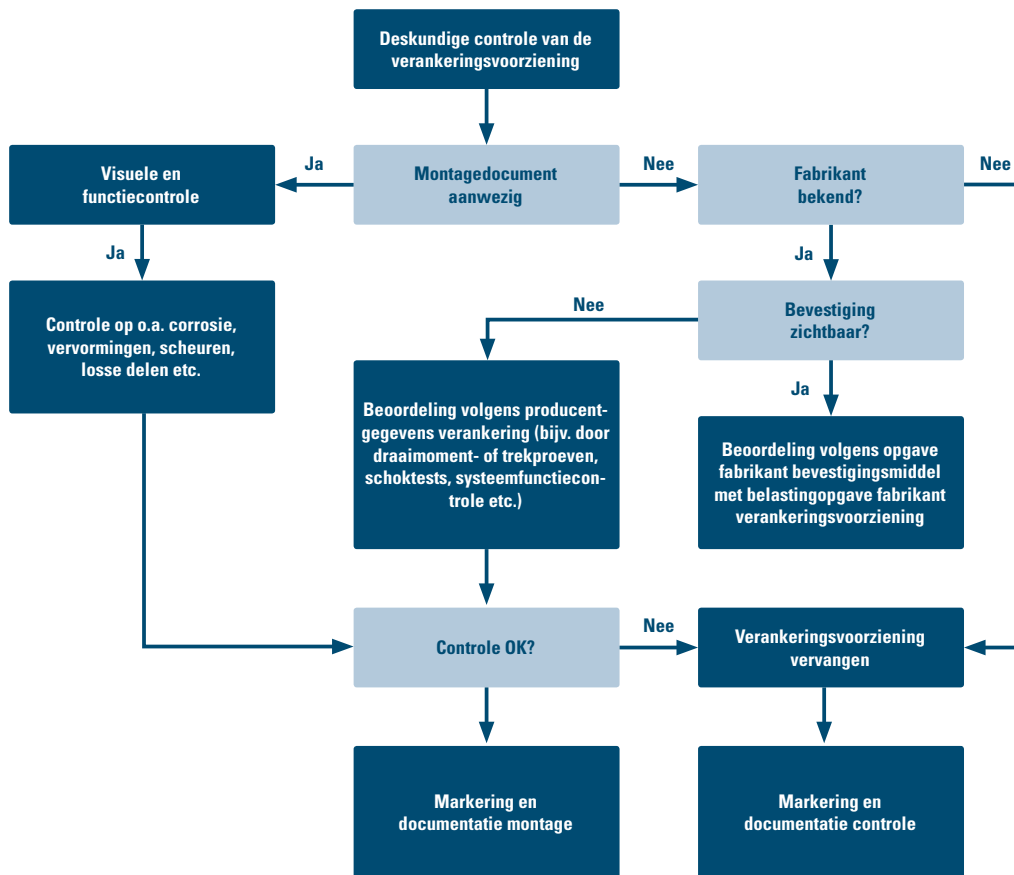 Deskundige controle van de
verankeringsvoorziening
Visuele en
functiecontrole
Ja
Montagedocument
aanwezig
Nee
Fabrikant
bekend?
Nee
Ja
Ja
Controle op o.a. corrosie,
vervormingen, scheuren,
losse delen etc.
Nee
Bevestiging
zichtbaar?
Ja
Beoordeling volgens producent-
gegevens verankering (bijv. door
draaimoment- of trekproeven,
schoktests, systeemfunctiecon-
trole etc.)
Beoordeling volgens opgave
fabrikant bevestigingsmiddel
met belastingopgave fabrikant
verankeringsvoorziening
Controle OK?
Nee
Verankeringsvoorziening
vervangen
Markering en
documentatie montage
Markering en
documentatie controle